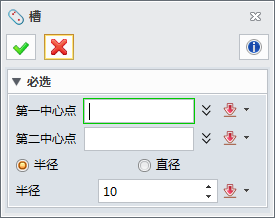 槽
必选
第一中心点
第二中心点
半径 直径
半径 10